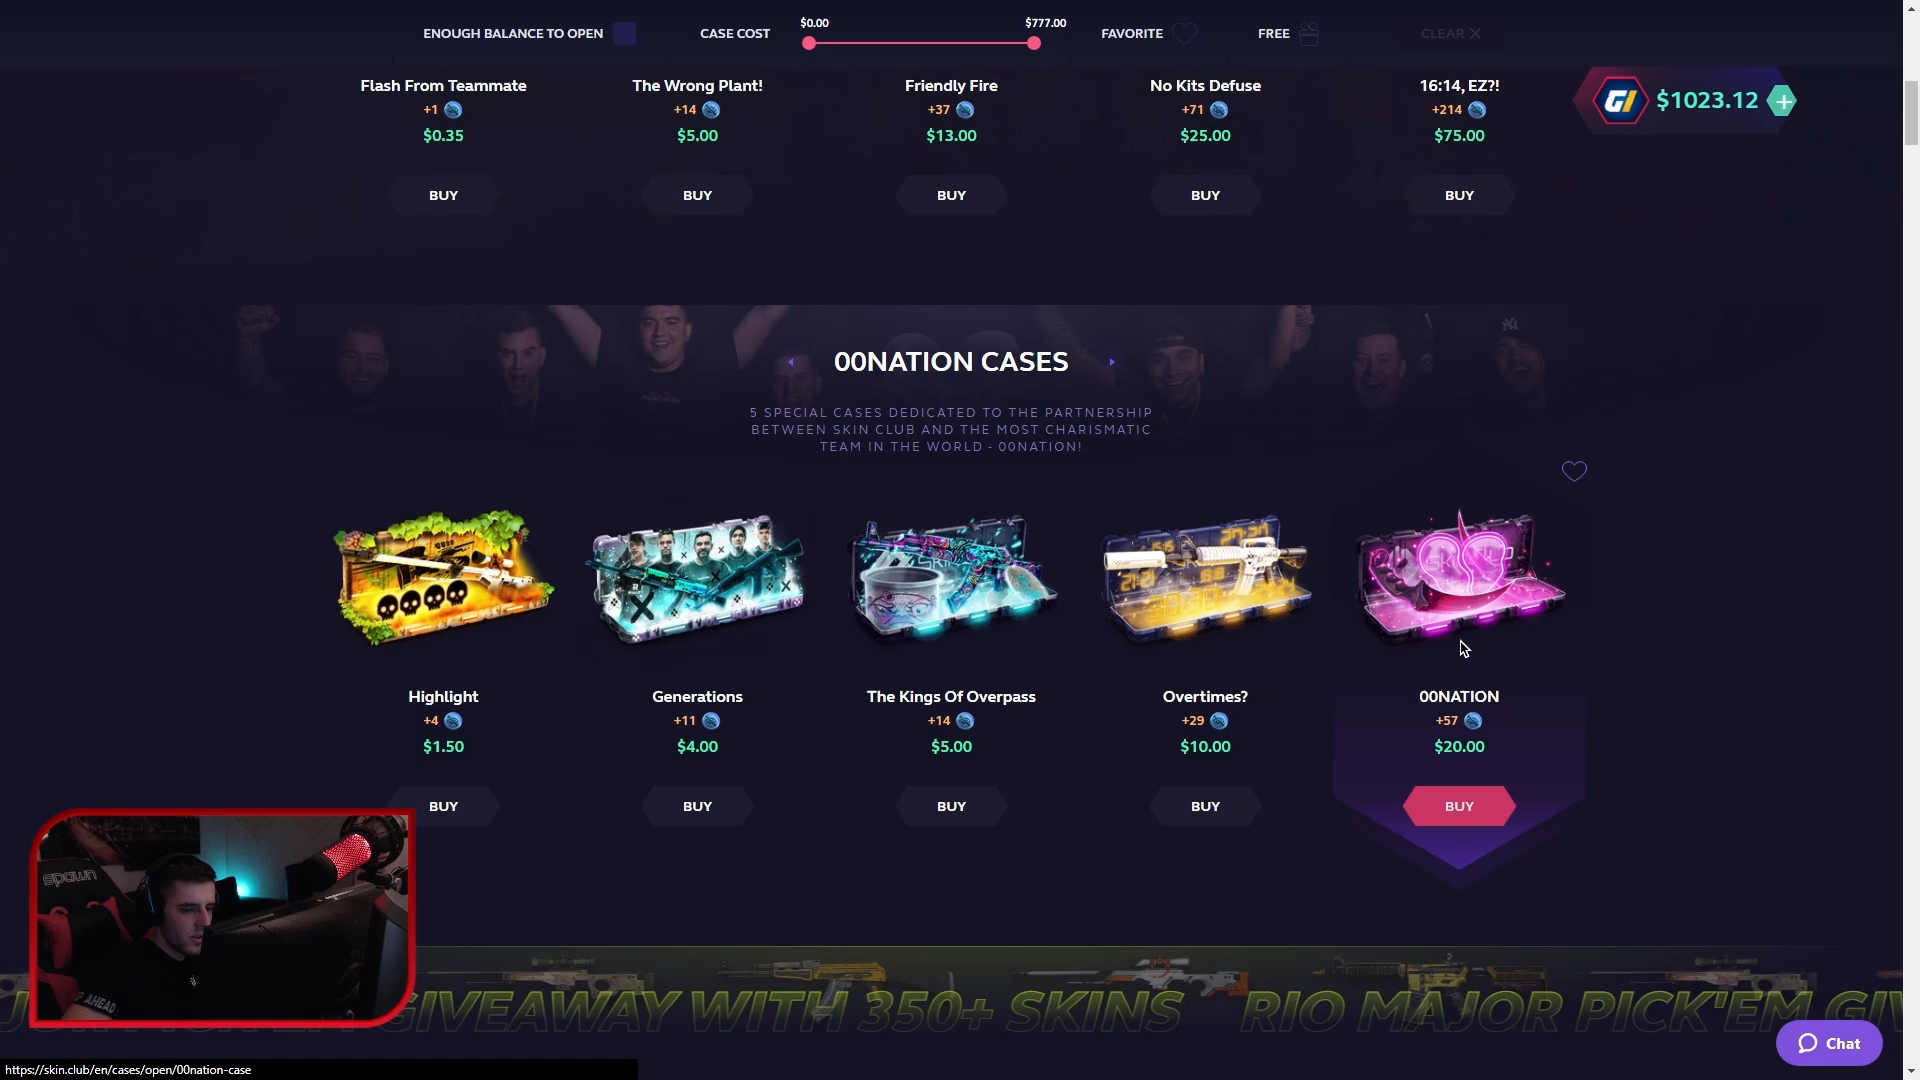 ENOUGH BALANCE TO OPEN
CASE COST
$0.00
$777.00
FAVORITE
FREE
CLEAR
Flash From Teammate
+1
$0.35
BUY
The Wrong Plant!
+14
$5.00
BUY
Friendly Fire
+37
$13.00
BUY
No Kits Defuse
+71
$25.00
BUY
16:14, EZ?!
+214
$75.00
BUY
$1023.12
00NATION CASES
5 SPECIAL CASES DEDICATED TO THE PARTNERSHIP
BETWEEN SKIN CLUB AND THE MOST CHARISMATIC
TEAM IN THE WORLD - 00NATION!
Highlight
+4
$1.50
BUY
Generations
+11
$4.00
BUY
The Kings Of Overpass
+14
$5.00
BUY
Overtimes?
+29
$10.00
BUY
00NATION
+57
$20.00
BUY
spawn
AHEAD
GIVEAWAY WITH 350+ SKINS RIO MAJOR PICK'EM GIV
Chat
https://skin.club/en/cases/open/00nation-case